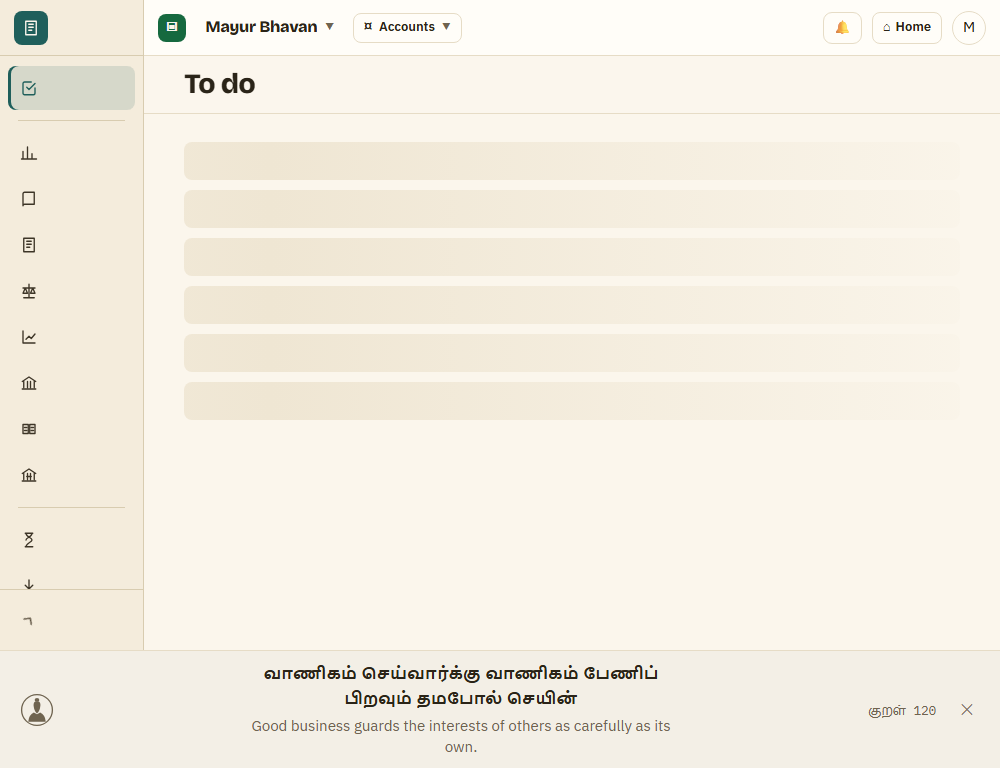 Mayur Bhavan
Accounts
Home
M
To do
வாணிகம் செய்வார்க்கு வாணிகம் பேணிப்
பிறவும் தமபோல் செயின்
Good business guards the interests of others as carefully as its
own.
குறள் 120